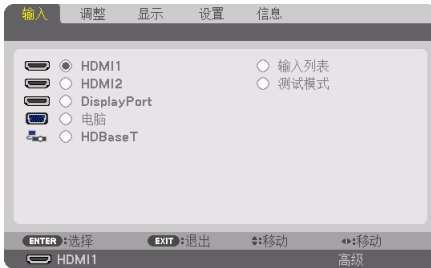 输入 调整 显示 设置 信息
HDMI1 输入列表
HDMI2 测试模式
DisplayPort
电脑
HDBaseT
ENTER:选择 EXIT:退出 :移动 :移动
HDMI1 高级